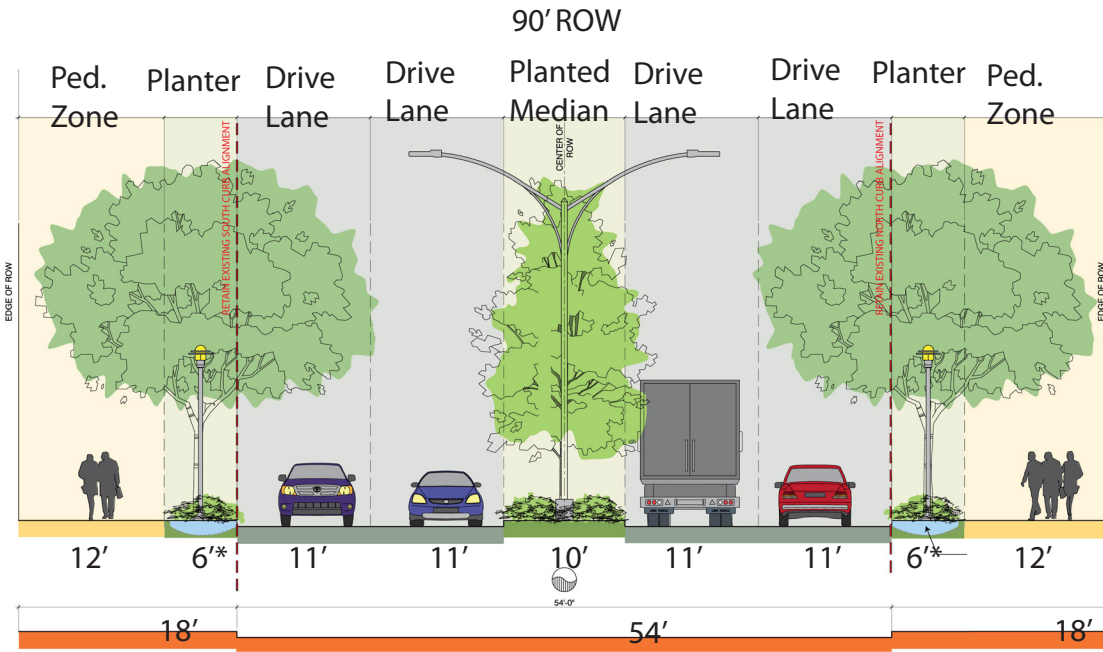 90’ ROW
Ped. Zone
Planter
Drive Lane
Drive Lane
Planted Median
Drive Lane
Drive Lane
Planter
Ped. Zone
EDGE OF ROW
RETAIN EXISTING SOUTH CURB ALIGNMENT
CENTER OF ROW
RETAIN EXISTING NORTH CURB ALIGNMENT
EDGE OF ROW
12’
6’*
11’
11’
10’
11’
11’
6’*
12’
54'-0"
18’
54’
18’